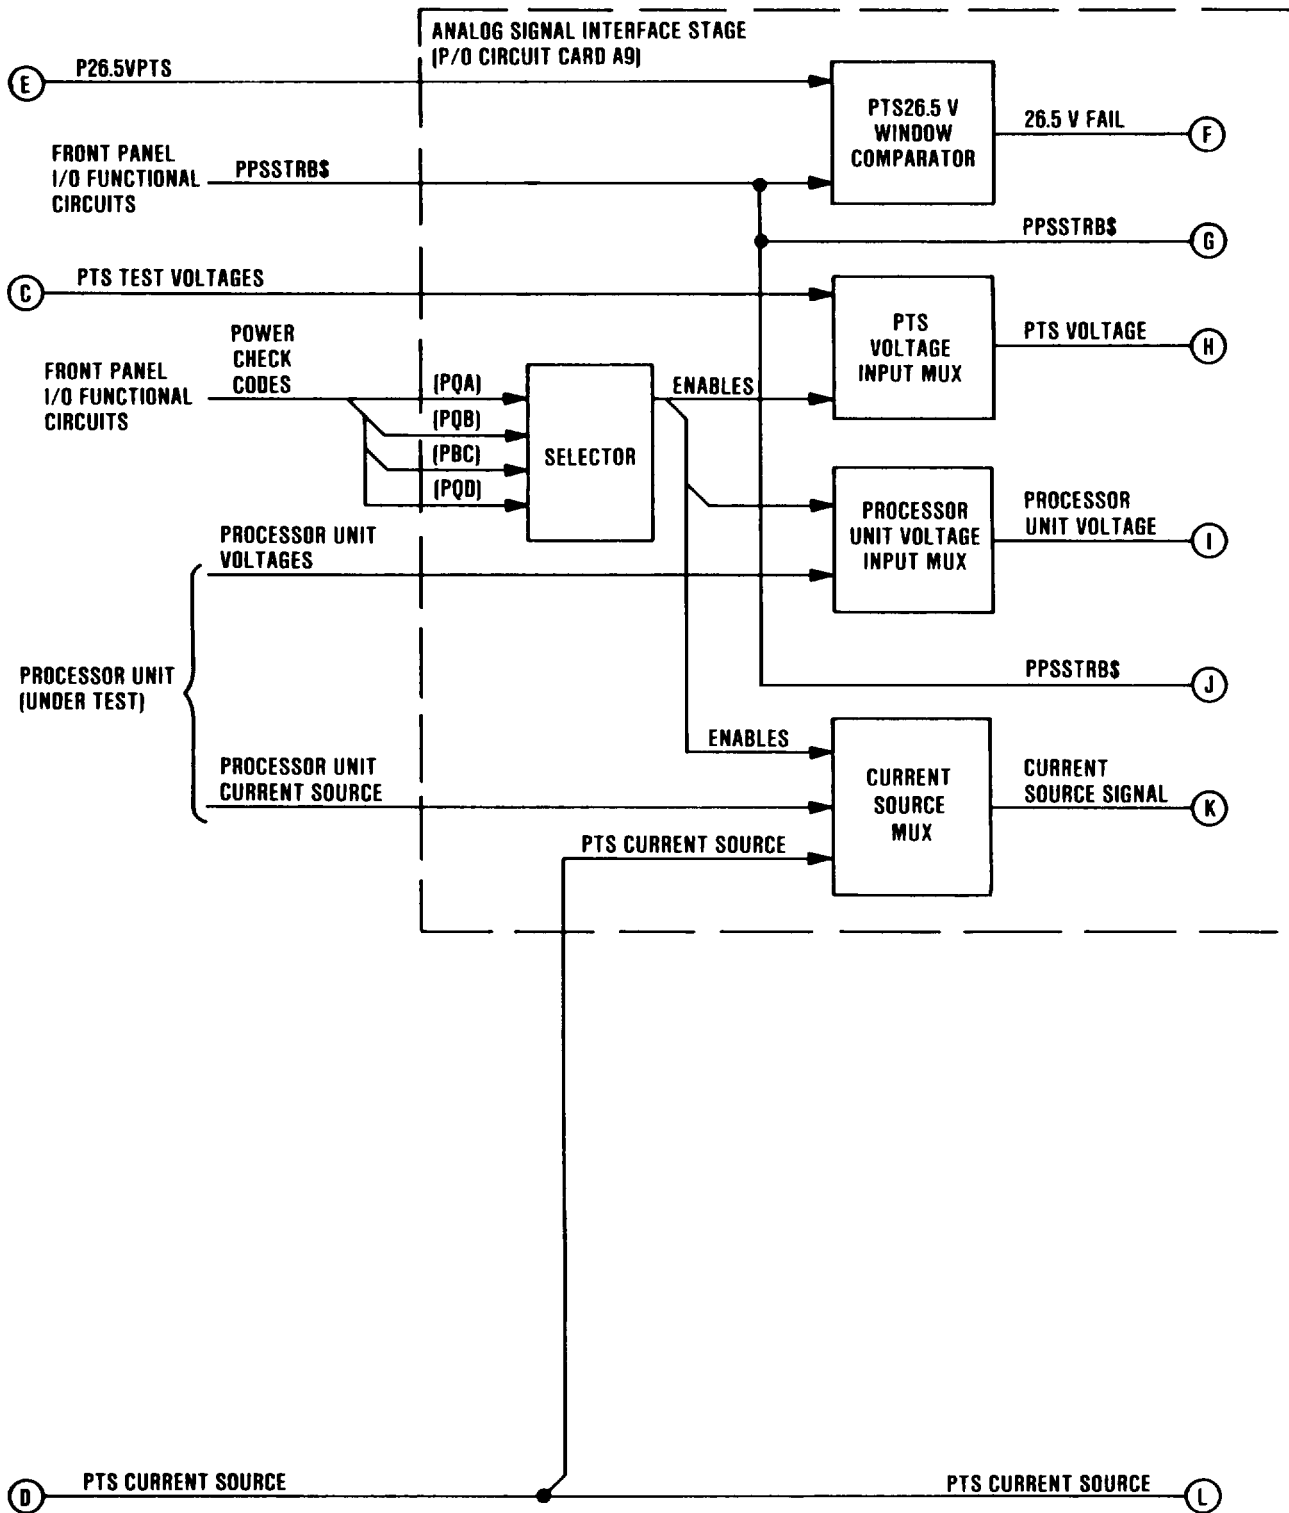 ANALOG SIGNAL INTERFACE STAGE
(P/O CIRCUIT CARD A9)
E
P26.5VPTS
PTS26.5 V
WINDOW
COMPARATOR
26.5 V FAIL
F
FRONT PANEL
I/O FUNCTIONAL
CIRCUITS
PPSSTRB$
PPSSTRB$
G
C
PTS TEST VOLTAGES
PTS
VOLTAGE
INPUT MUX
PTS VOLTAGE
H
FRONT PANEL
I/O FUNCTIONAL
CIRCUITS
POWER
CHECK
CODES
(PQA)
(PQB)
(PBC)
(PQD)
SELECTOR
ENABLES
PROCESSOR UNIT
VOLTAGES
PROCESSOR
UNIT VOLTAGE
INPUT MUX
PROCESSOR
UNIT VOLTAGE
I
PROCESSOR UNIT
(UNDER TEST)
PPSSTRB$
J
PROCESSOR UNIT
CURRENT SOURCE
ENABLES
PTS CURRENT SOURCE
CURRENT
SOURCE
MUX
CURRENT
SOURCE SIGNAL
K
D
PTS CURRENT SOURCE
PTS CURRENT SOURCE
L